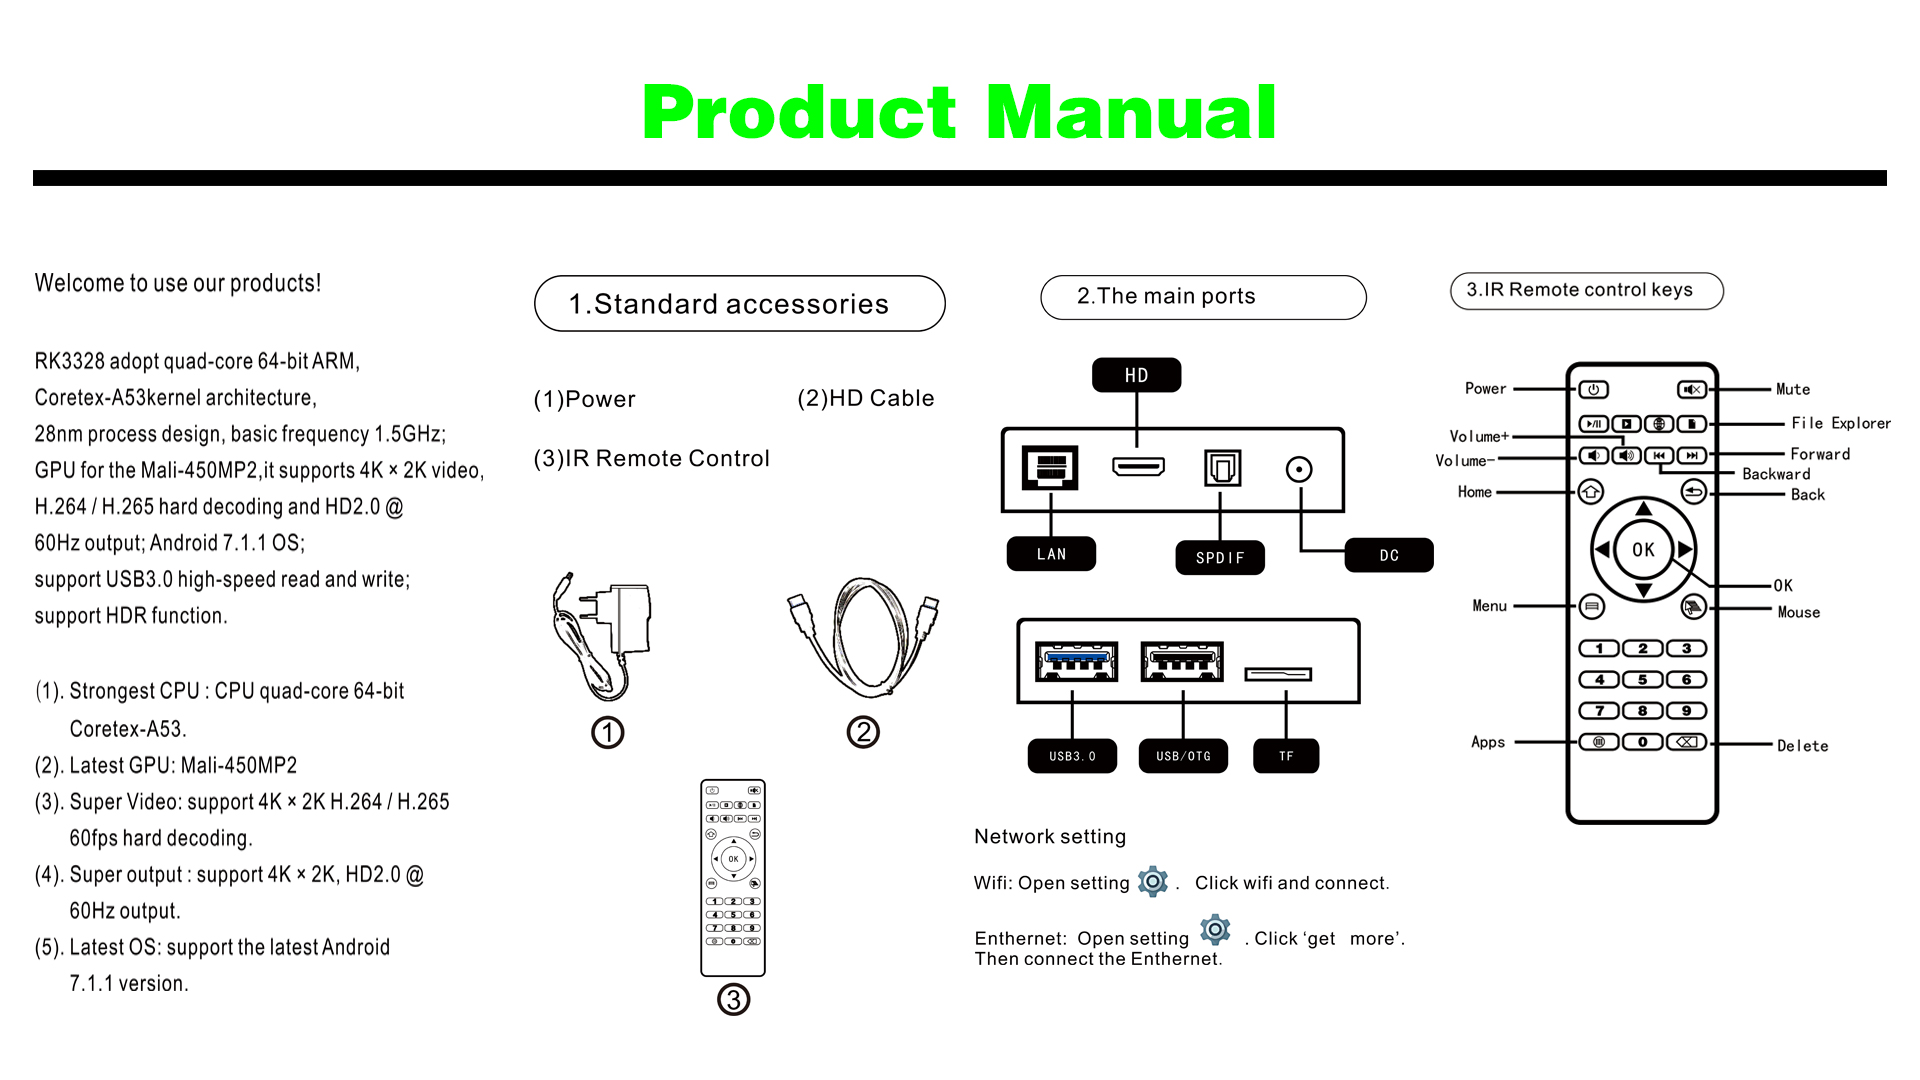 Product Manual
Welcome to use our products!
RK3328 adopt quad-core 64-bit ARM,
Coretex-A53kernel architecture,
28nm process design, basic frequency 1.5GHz;
GPU for the Mali-450MP2,it supports 4K × 2K video,
H.264 / H.265 hard decoding and HD2.0 @
60Hz output; Android 7.1.1 OS;
support USB3.0 high-speed read and write;
support HDR function.
(1). Strongest CPU : CPU quad-core 64-bit
Coretex-A53.
(2). Latest GPU: Mali-450MP2
(3). Super Video: support 4K × 2K H.264 / H.265
60fps hard decoding.
(4). Super output : support 4K × 2K, HD2.0 @
60Hz output.
(5). Latest OS: support the latest Android
7.1.1 version.
1.Standard accessories
(1)Power
(2)HD Cable
(3)IR Remote Control
1
2
OK
1 2 3
4 5 6
7 8 9
0
3
2.The main ports
HD
LAN
SPDIF
DC
USB3.0
USB/OTG
TF
Network setting
Wifi: Open setting . Click wifi and connect.
Enthernet: Open setting . Click ‘get more’.
Then connect the Enthernet.
3.IR Remote control keys
Power
Mute
File Explorer
Volume+
Volume-
Forward
Backward
Home
Back
OK
OK
Menu
Mouse
1 2 3
4 5 6
7 8 9
0
Apps
Delete